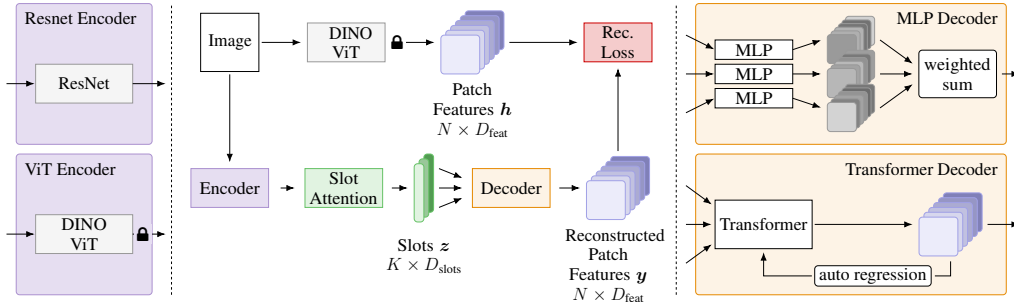 Resnet Encoder
ResNet
ViT Encoder
DINO
ViT
Image
DINO
ViT
Patch
Features h
N × D_feat
Rec.
Loss
Encoder
Slot
Attention
Slots z
K × D_slots
Decoder
Reconstructed
Patch
Features y
N × D_feat
MLP Decoder
MLP
MLP
MLP
weighted
sum
Transformer Decoder
Transformer
auto regression